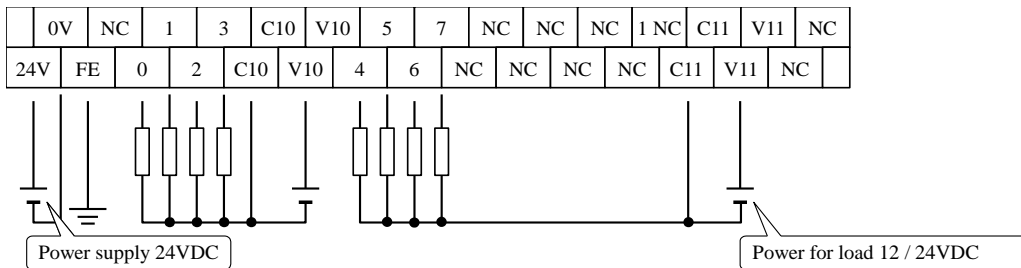 0V NC 1 3 C10 V10 5 7 NC NC NC 1 NC C11 V11 NC
24V FE 0 2 C10 V10 4 6 NC NC NC NC C11 V11 NC
Power supply 24VDC Power for load 12 / 24VDC